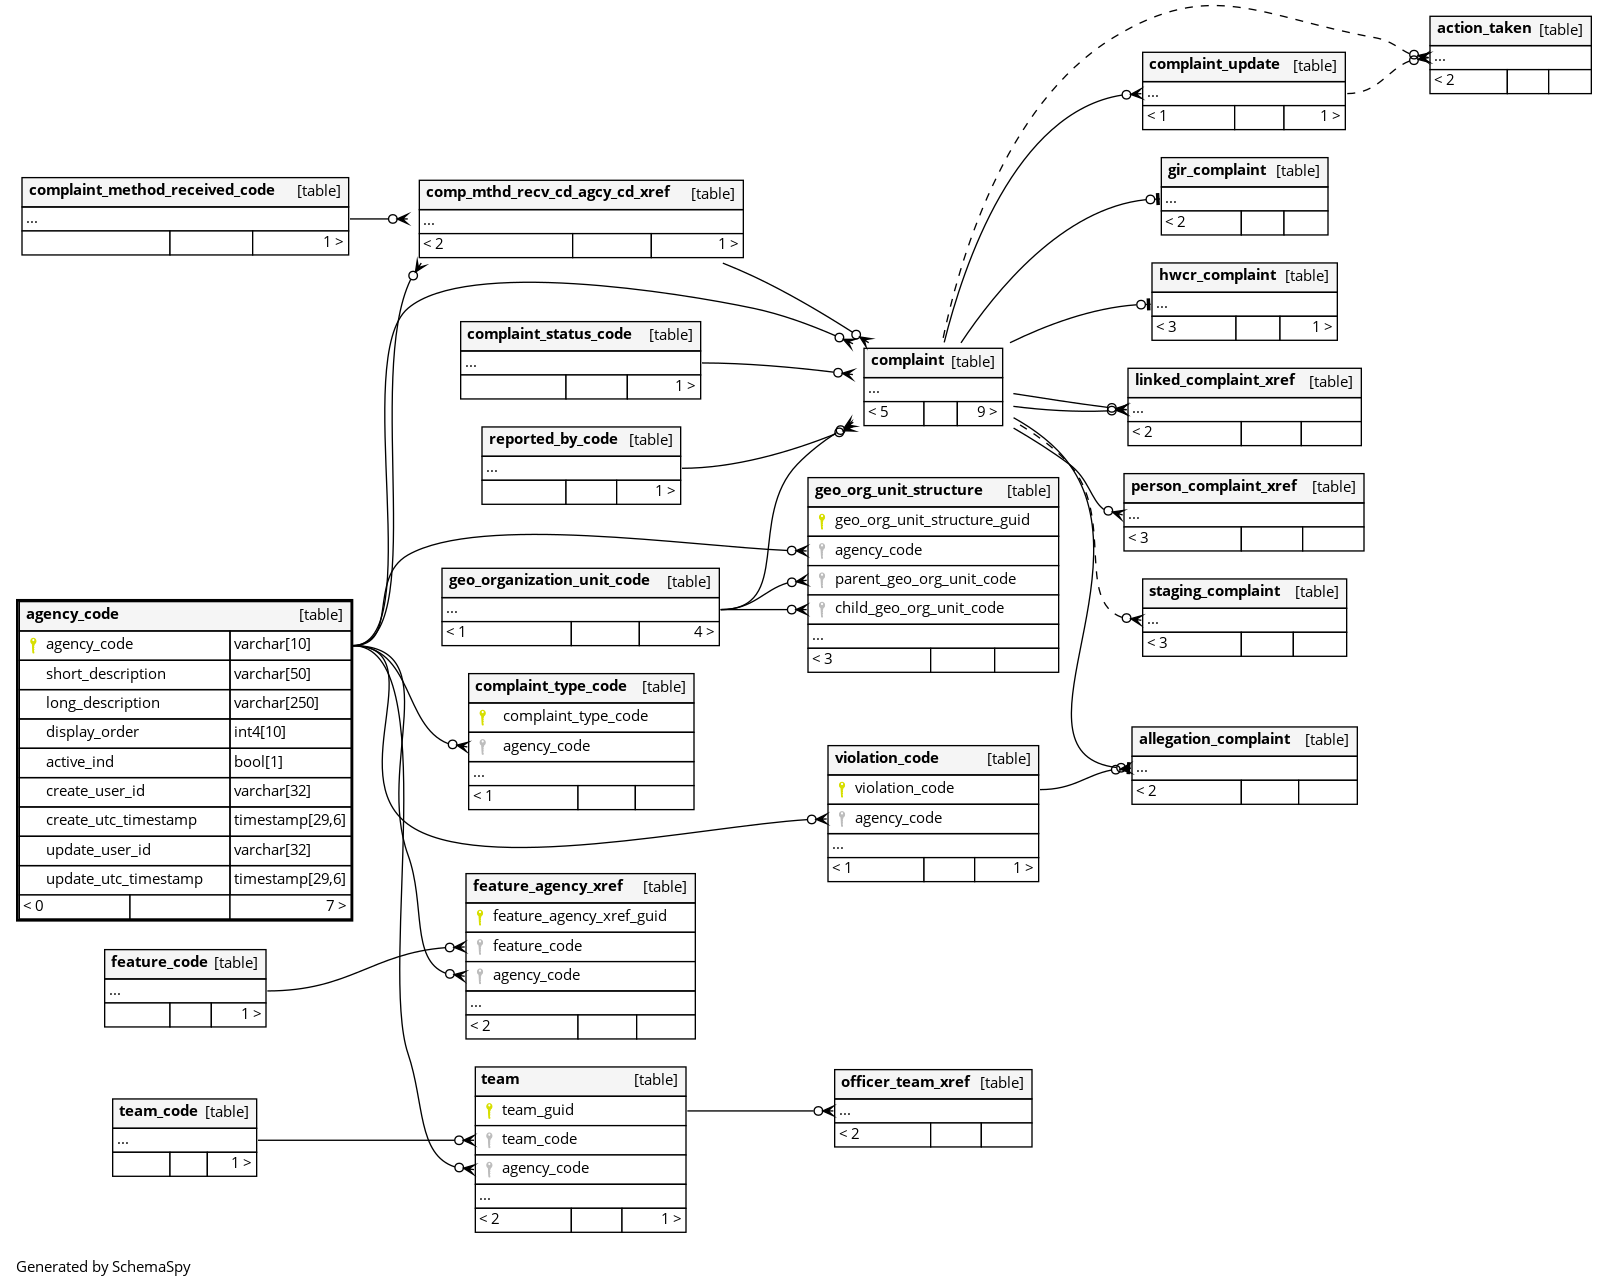 action_taken [table]
...
< 2
complaint_update [table]
...
< 1 1 >
gir_complaint [table]
...
< 2
complaint_method_received_code [table]
...
1 >
comp_mthd_recv_cd_agcy_cd_xref [table]
...
< 2 1 >
hwcr_complaint [table]
...
< 3 1 >
complaint_status_code [table]
...
1 >
complaint [table]
...
< 5 9 >
linked_complaint_xref [table]
...
< 2
reported_by_code [table]
...
1 >
geo_org_unit_structure [table]
geo_org_unit_structure_guid
agency_code
parent_geo_org_unit_code
child_geo_org_unit_code
...
< 3
person_complaint_xref [table]
...
< 3
geo_organization_unit_code [table]
...
< 1 4 >
staging_complaint [table]
...
< 3
agency_code [table]
agency_code varchar[10]
short_description varchar[50]
long_description varchar[250]
display_order int4[10]
active_ind bool[1]
create_user_id varchar[32]
create_utc_timestamp timestamp[29,6]
update_user_id varchar[32]
update_utc_timestamp timestamp[29,6]
< 0 7 >
complaint_type_code [table]
complaint_type_code
agency_code
...
< 1
violation_code [table]
violation_code
agency_code
...
< 1 1 >
allegation_complaint [table]
...
< 2
feature_agency_xref [table]
feature_agency_xref_guid
feature_code
agency_code
...
< 2
feature_code [table]
...
1 >
team [table]
team_guid
team_code
agency_code
...
< 2 1 >
officer_team_xref [table]
...
< 2
team_code [table]
...
1 >
Generated by SchemaSpy